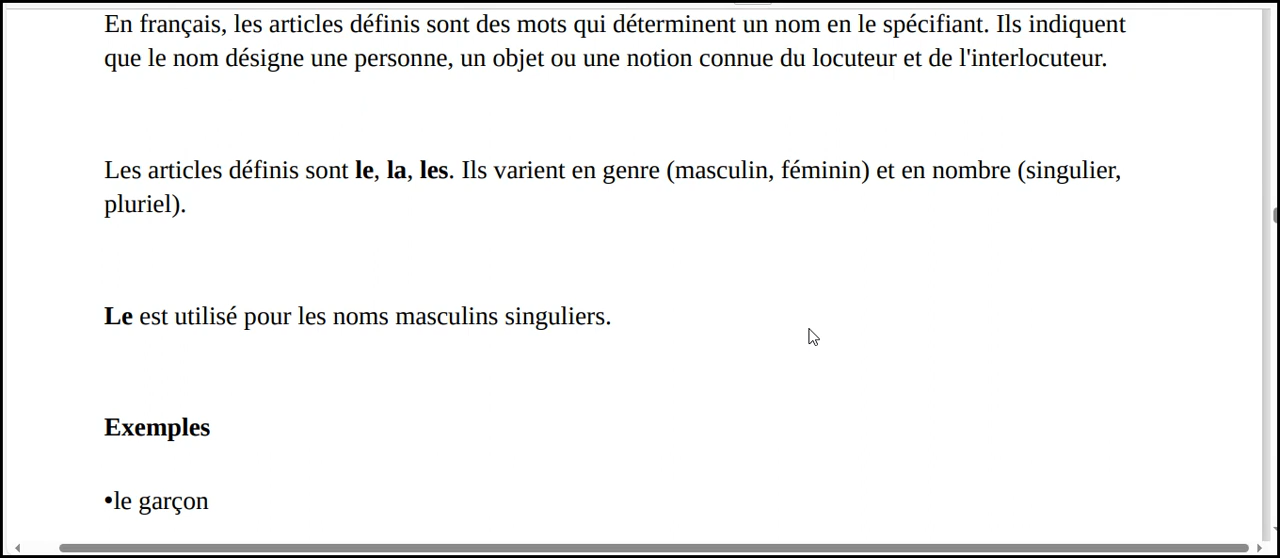 En français, les articles définis sont des mots qui déterminent un nom en le spécifiant. Ils indiquent
que le nom désigne une personne, un objet ou une notion connue du locuteur et de l'interlocuteur.
Les articles définis sont le, la, les. Ils varient en genre (masculin, féminin) et en nombre (singulier,
pluriel).
Le est utilisé pour les noms masculins singuliers.
Exemples
•le garçon